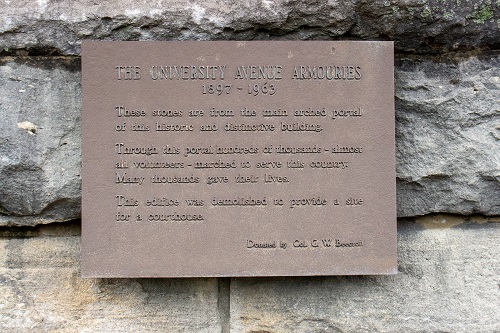 THE UNIVERSITY AVENUE ARMOURIES
1897 - 1963
These stones are from the main arched portal
of this historic and distinctive building.
Through this portal hundreds of thousands - almost
all volunteers - marched to serve this country.
Many thousands gave their lives.
This edifice was demolished to provide a site
for a courthouse.
Donated by Col. G. W.